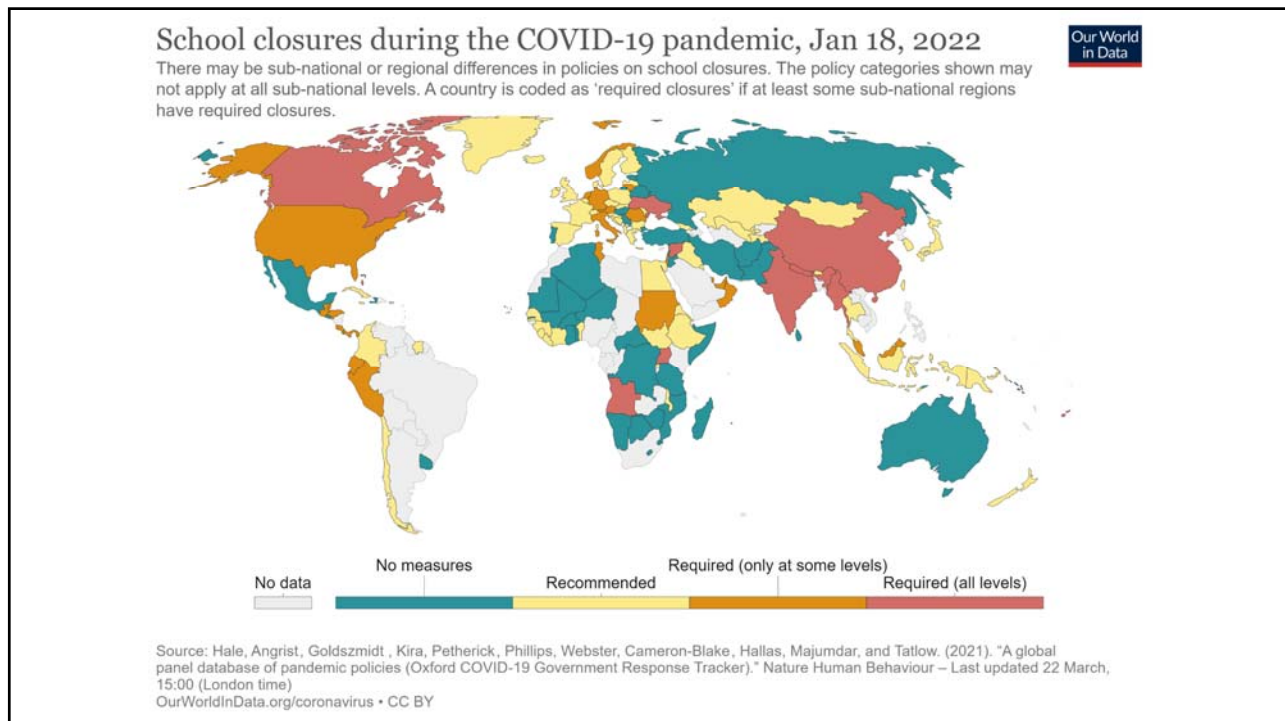 School closures during the COVID-19 pandemic, Jan 18, 2022
Our World
in Data
There may be sub-national or regional differences in policies on school closures. The policy categories shown may
not apply at all sub-national levels. A country is coded as 'required closures' if at least some sub-national regions
have required closures.
No data
No measures
Recommended
Required (only at some levels)
Required (all levels)
Source: Hale, Angrist, Goldszmidt , Kira, Petherick, Phillips, Webster, Cameron-Blake, Hallas, Majumdar, and Tatlow. (2021). “A global
panel database of pandemic policies (Oxford COVID-19 Government Response Tracker).” Nature Human Behaviour – Last updated 22 March,
15:00 (London time)
OurWorldInData.org/coronavirus • CC BY